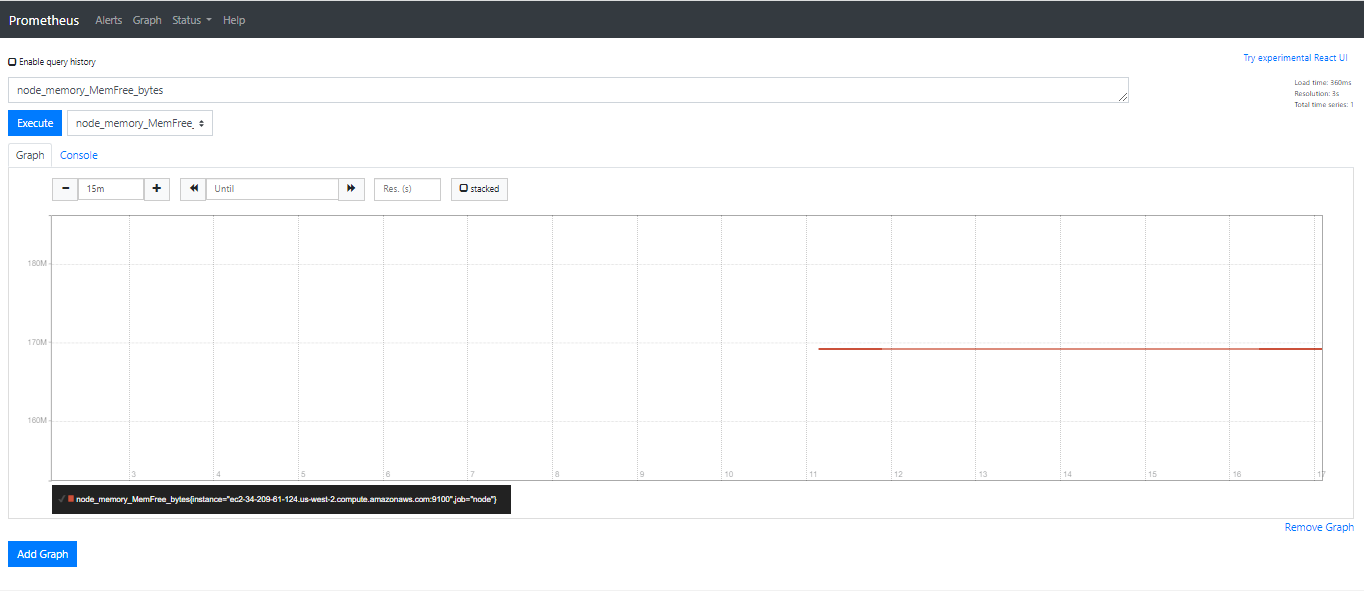 Prometheus Alerts Graph Status Help
Enable query history
Try experimental React UI
node_memory_MemFree_bytes
Load time: 360ms
Resolution: 3s
Total time series: 1
Execute node_memory_MemFree_
Graph Console
− 15m + Until Res. (s) stacked
180M
170M
160M
3 4 5 6 7 8 9 10 11 12 13 14 15 16 17
✓ node_memory_MemFree_bytes{instance="ec2-34-209-61-124.us-west-2.compute.amazonaws.com:9100",job="node"}
Remove Graph
Add Graph